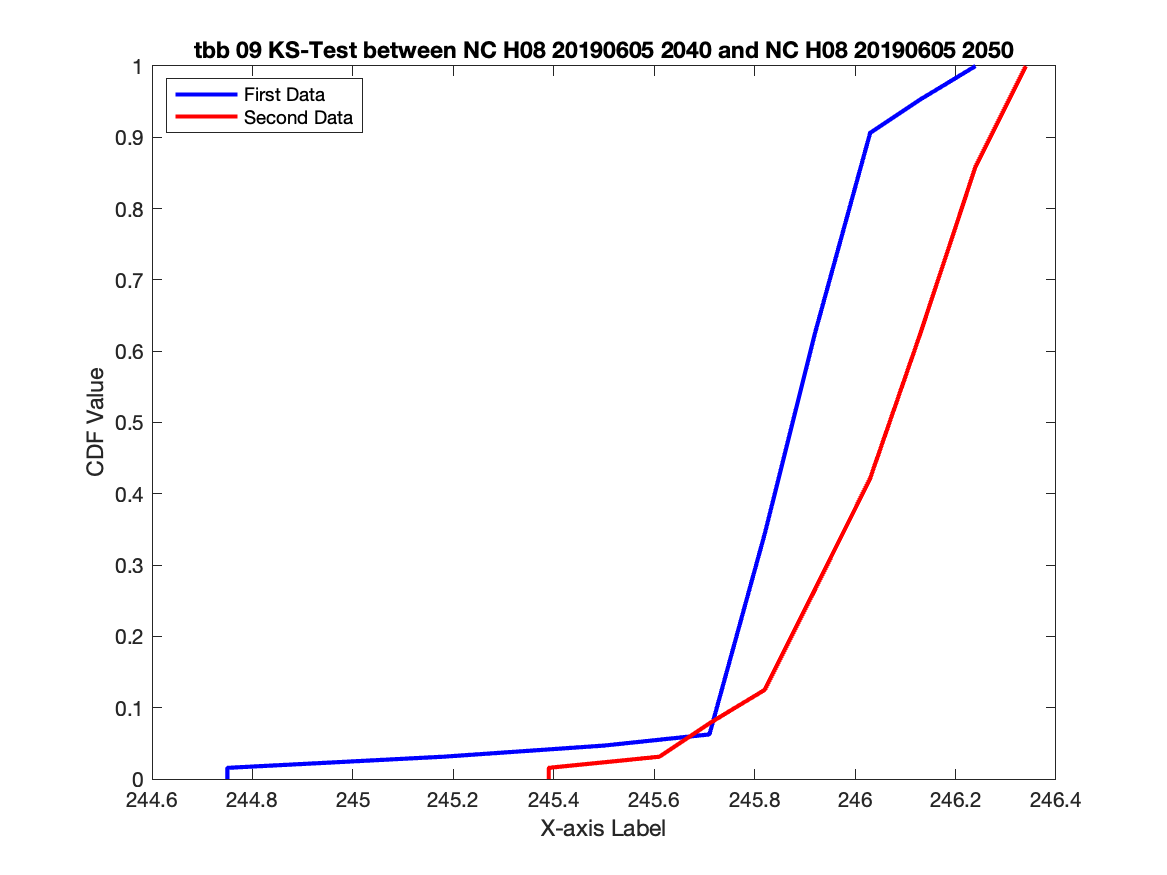 tbb 09 KS-Test between NC H08 20190605 2040 and NC H08 20190605 2050
First Data
Second Data
1
0.9
0.8
0.7
0.6
0.5
0.4
0.3
0.2
0.1
0
CDF Value
244.6 244.8 245 245.2 245.4 245.6 245.8 246 246.2 246.4
X-axis Label